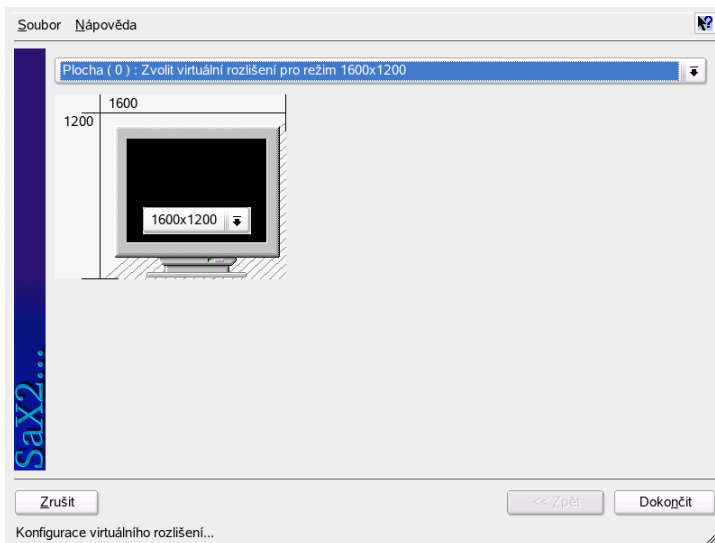 Soubor Nápověda
Plocha ( 0 ) : Zvolit virtuální rozlišení pro režim 1600x1200
1600
1200
1600x1200
SaX2...
Zrušit << Zpět Dokončit
Konfigurace virtuálního rozlišení...